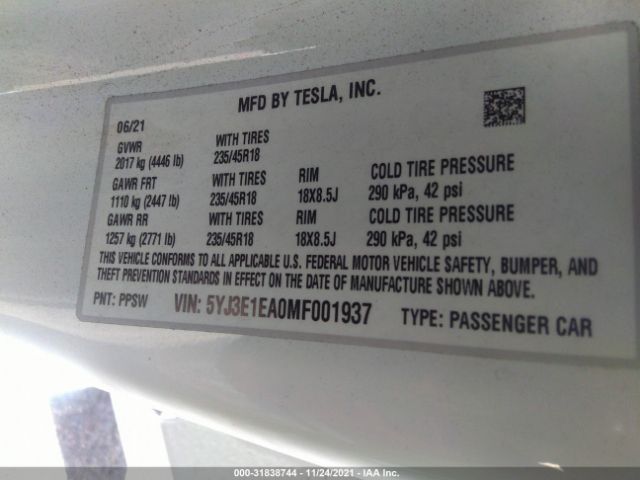 MFD BY TESLA, INC.
06/21
GVWR WITH TIRES
2017 kg (4446 lb) 235/45R18
GAWR FRT WITH TIRES RIM COLD TIRE PRESSURE
1110 kg (2447 lb) 235/45R18 18X8.5J 290 kPa, 42 psi
GAWR RR WITH TIRES RIM COLD TIRE PRESSURE
1257 kg (2771 lb) 235/45R18 18X8.5J 290 kPa, 42 psi
THIS VEHICLE CONFORMS TO ALL APPLICABLE U.S. FEDERAL MOTOR VEHICLE SAFETY, BUMPER, AND
THEFT PREVENTION STANDARDS IN EFFECT ON THE DATE OF MANUFACTURE SHOWN ABOVE.
PNT: PPSW VIN: 5YJ3E1EA0MF001937 TYPE: PASSENGER CAR
000-31838744 - 11/24/2021 - IAA Inc.